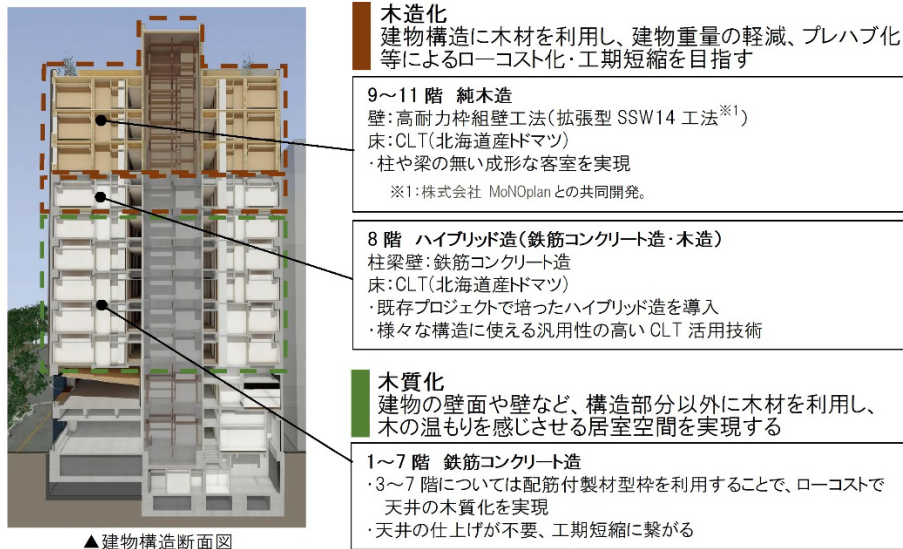 木造化
建物構造に木材を利用し、建物重量の軽減、プレハブ化
等によるローコスト化・工期短縮を目指す
9～11階 純木造
壁：高耐力枠組壁工法（拡張型 SSW14 工法※1）
床：CLT（北海道産トドマツ）
・柱や梁の無い成形な客室を実現
※1：株式会社 MoNOplan との共同開発。
8階 ハイブリッド造（鉄筋コンクリート造・木造）
柱梁壁：鉄筋コンクリート造
床：CLT（北海道産トドマツ）
・既存プロジェクトで培ったハイブリッド造を導入
・様々な構造に使える汎用性の高い CLT 活用技術
木質化
建物の壁面や壁など、構造部分以外に木材を利用し、
木の温もりを感じさせる居室空間を実現する
1～7階 鉄筋コンクリート造
・3～7階については配筋付製材型枠を利用することで、ローコストで
天井の木質化を実現
・天井の仕上げが不要、工期短縮に繋がる
▲建物構造断面図